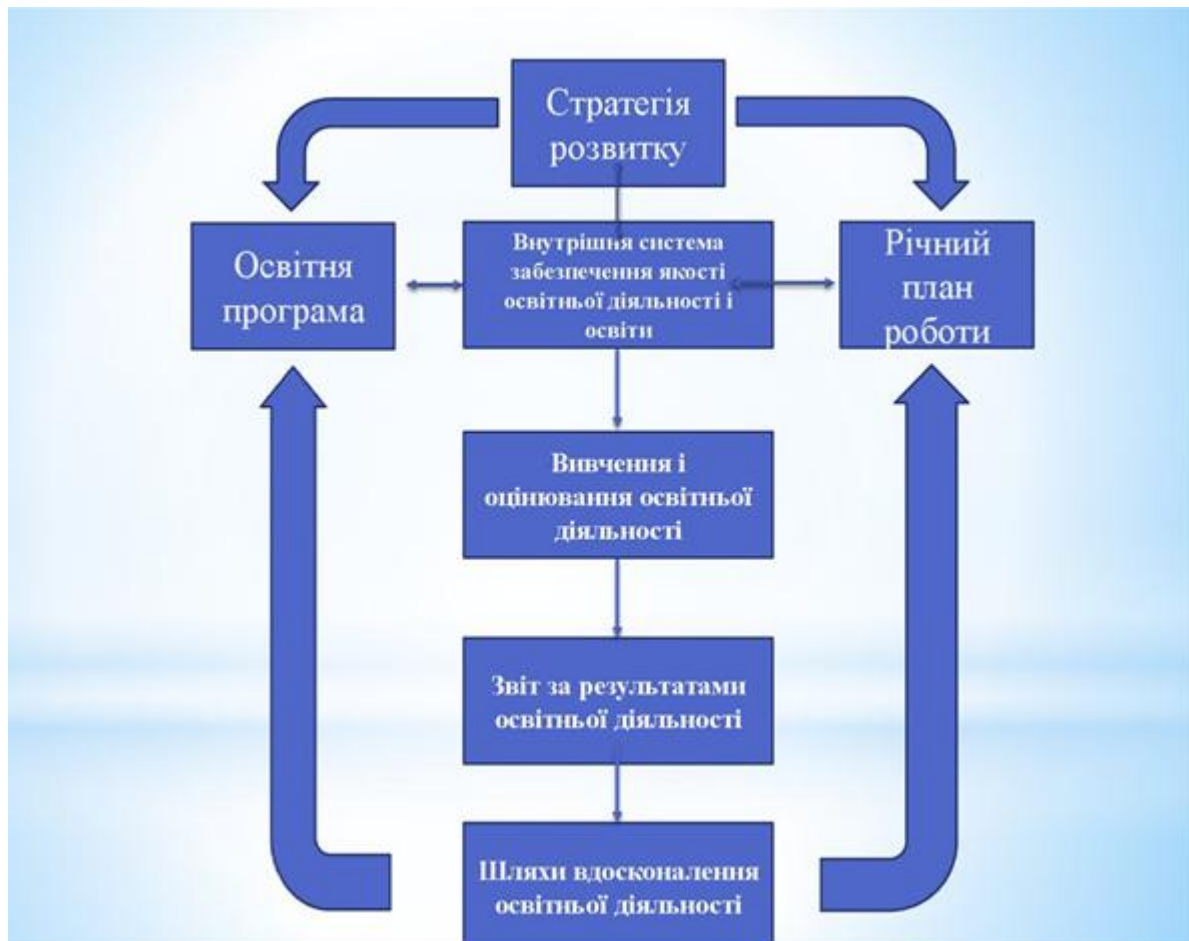 Стратегія
розвитку
Освітня
програма
Внутрішня система
забезпечення якості
освітньої діяльності і
освіти
Річний
план
роботи
Вивчення і
оцінювання освітньої
діяльності
Звіт за результатами
освітньої діяльності
Шляхи вдосконалення
освітньої діяльності